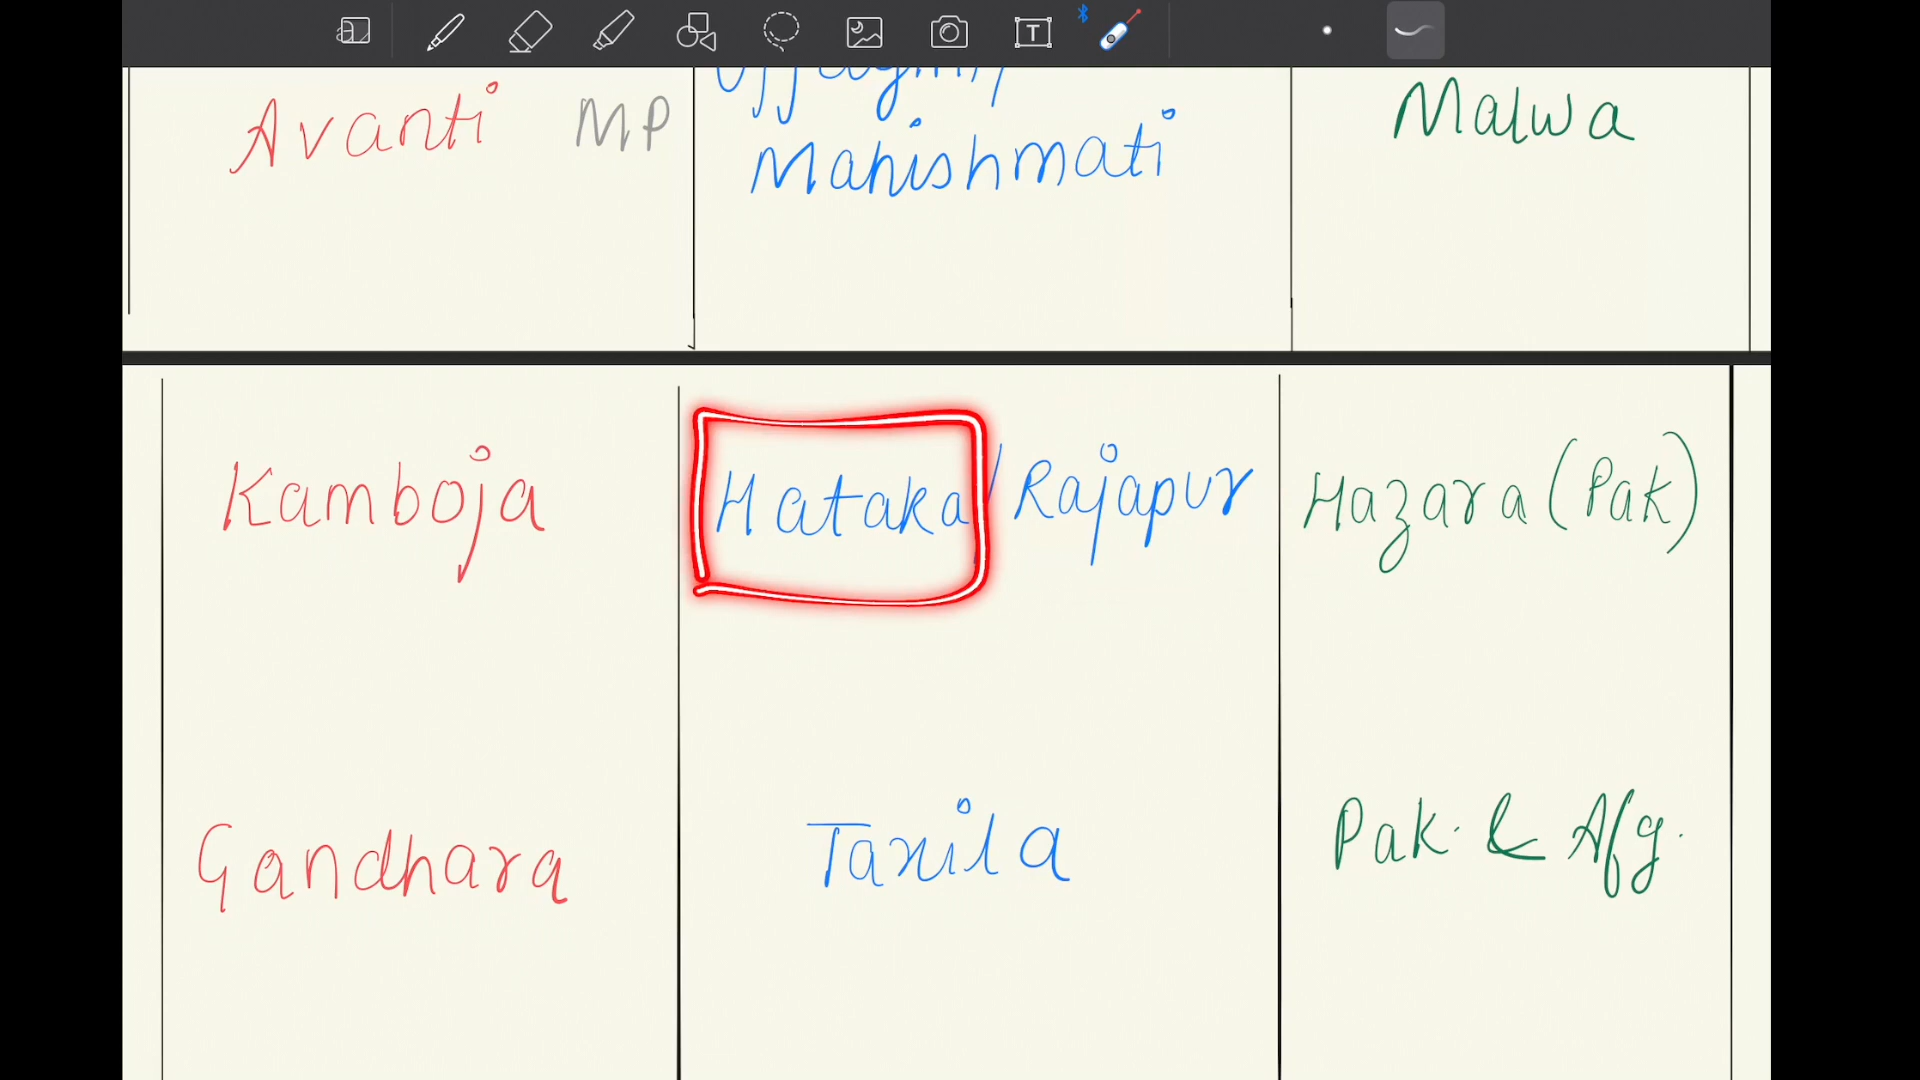 Avanti MP
Mahishmati
Malwa
Kamboja
Hataka/Rajapur
Hazara (Pak)
Gandhara
Taxila
Pak. & Afg.